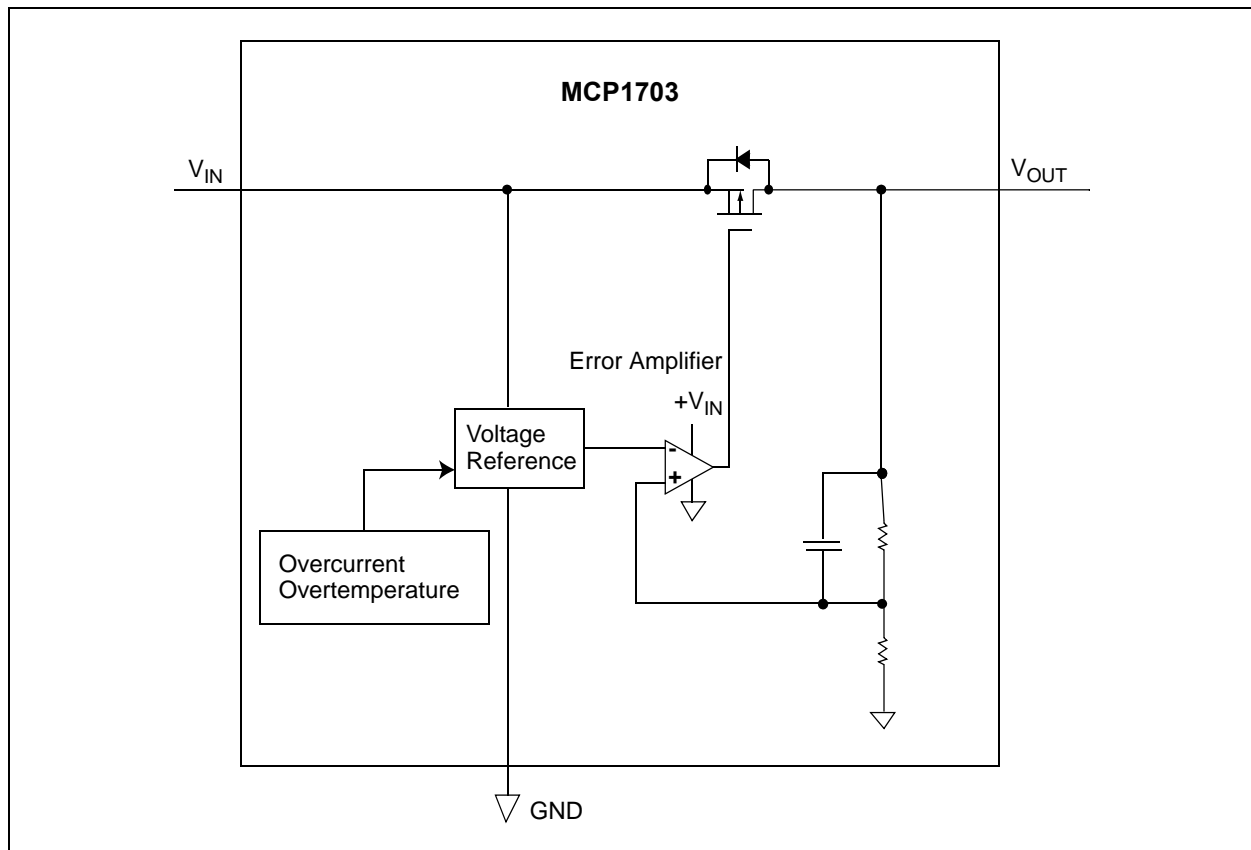 MCP1703
V_IN
V_OUT
Error Amplifier
+V_IN
Voltage
Reference
-
+
Overcurrent
Overtemperature
GND